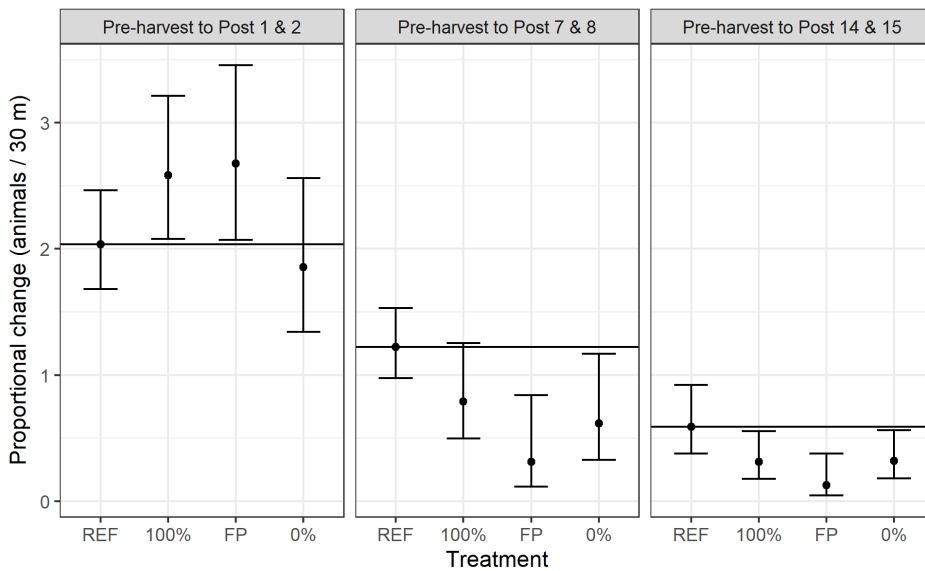 Pre-harvest to Post 1 & 2
Pre-harvest to Post 7 & 8
Pre-harvest to Post 14 & 15
Proportional change (animals / 30 m)
3
2
1
0
REF 100% FP 0%
REF 100% FP 0%
REF 100% FP 0%
Treatment